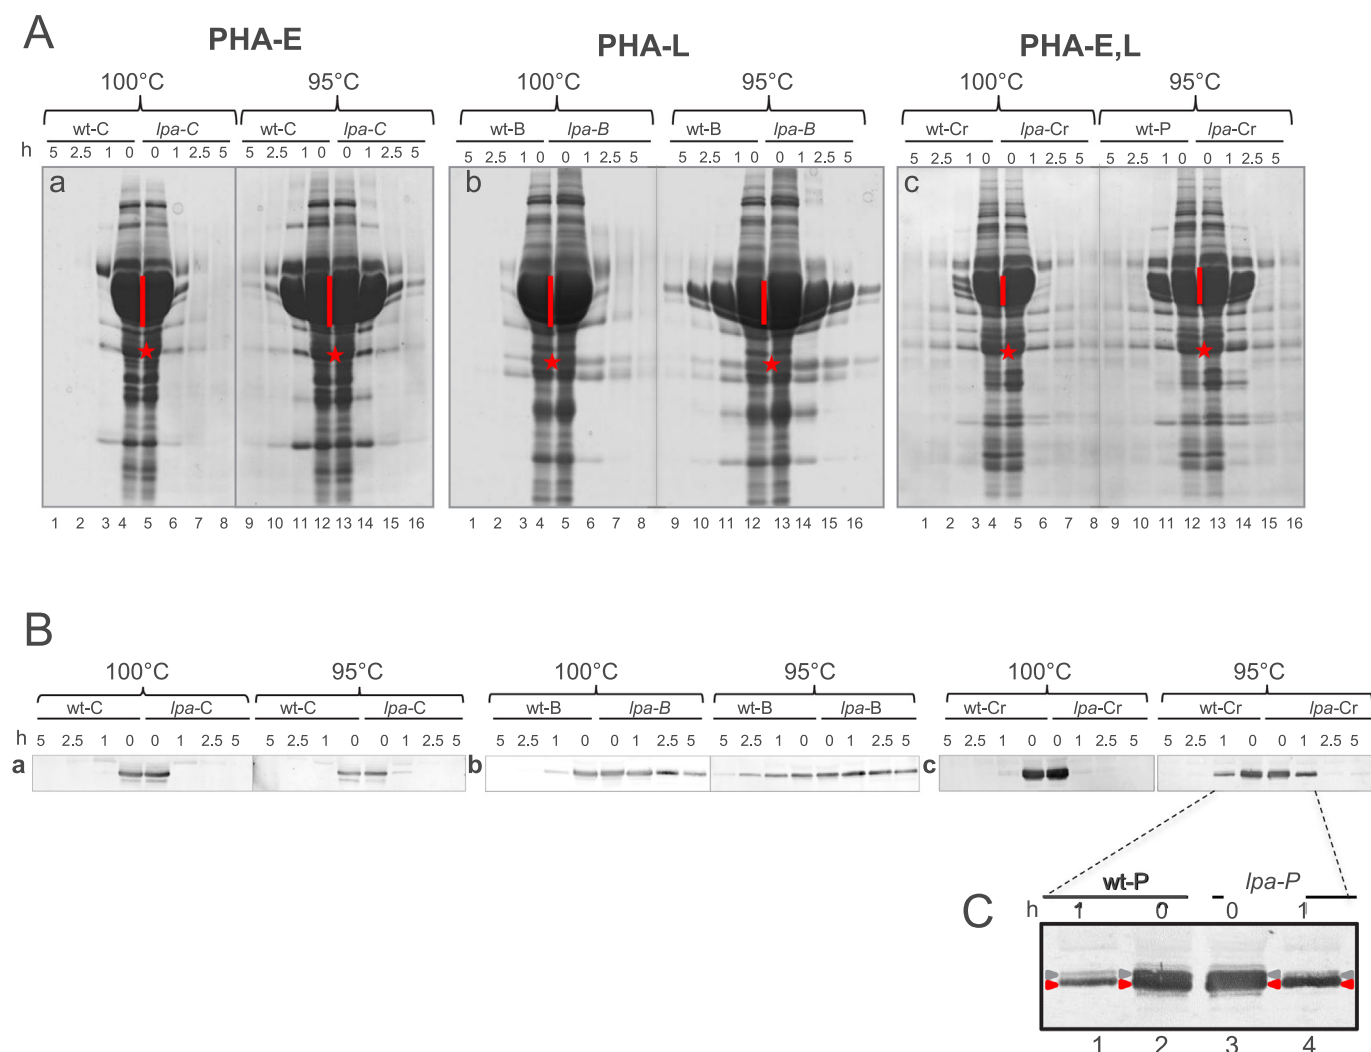 A
PHA-E PHA-L PHA-E,L
100°C 95°C 100°C 95°C 100°C 95°C
wt-C lpa-C wt-C lpa-C wt-B lpa-B wt-B lpa-B wt-Cr lpa-Cr wt-P lpa-Cr
h 5 2.5 1 0 0 1 2.5 5 5 2.5 1 0 0 1 2.5 5 5 2.5 1 0 0 1 2.5 5 5 2.5 1 0 0 1 2.5 5 5 2.5 1 0 0 1 2.5 5 5 2.5 1 0 0 1 2.5 5
a b c
1 2 3 4 5 6 7 8 9 10 11 12 13 14 15 16 1 2 3 4 5 6 7 8 9 10 11 12 13 14 15 16 1 2 3 4 5 6 7 8 9 10 11 12 13 14 15 16
B
100°C 95°C 100°C 95°C 100°C 95°C
wt-C lpa-C wt-C lpa-C wt-B lpa-B wt-B lpa-B wt-Cr lpa-Cr wt-Cr lpa-Cr
h 5 2.5 1 0 0 1 2.5 5 5 2.5 1 0 0 1 2.5 5 5 2.5 1 0 0 1 2.5 5 5 2.5 1 0 0 1 2.5 5 5 2.5 1 0 0 1 2.5 5 5 2.5 1 0 0 1 2.5 5
a b c
C
wt-P lpa-P
h 1 0 0 1
1 2 3 4